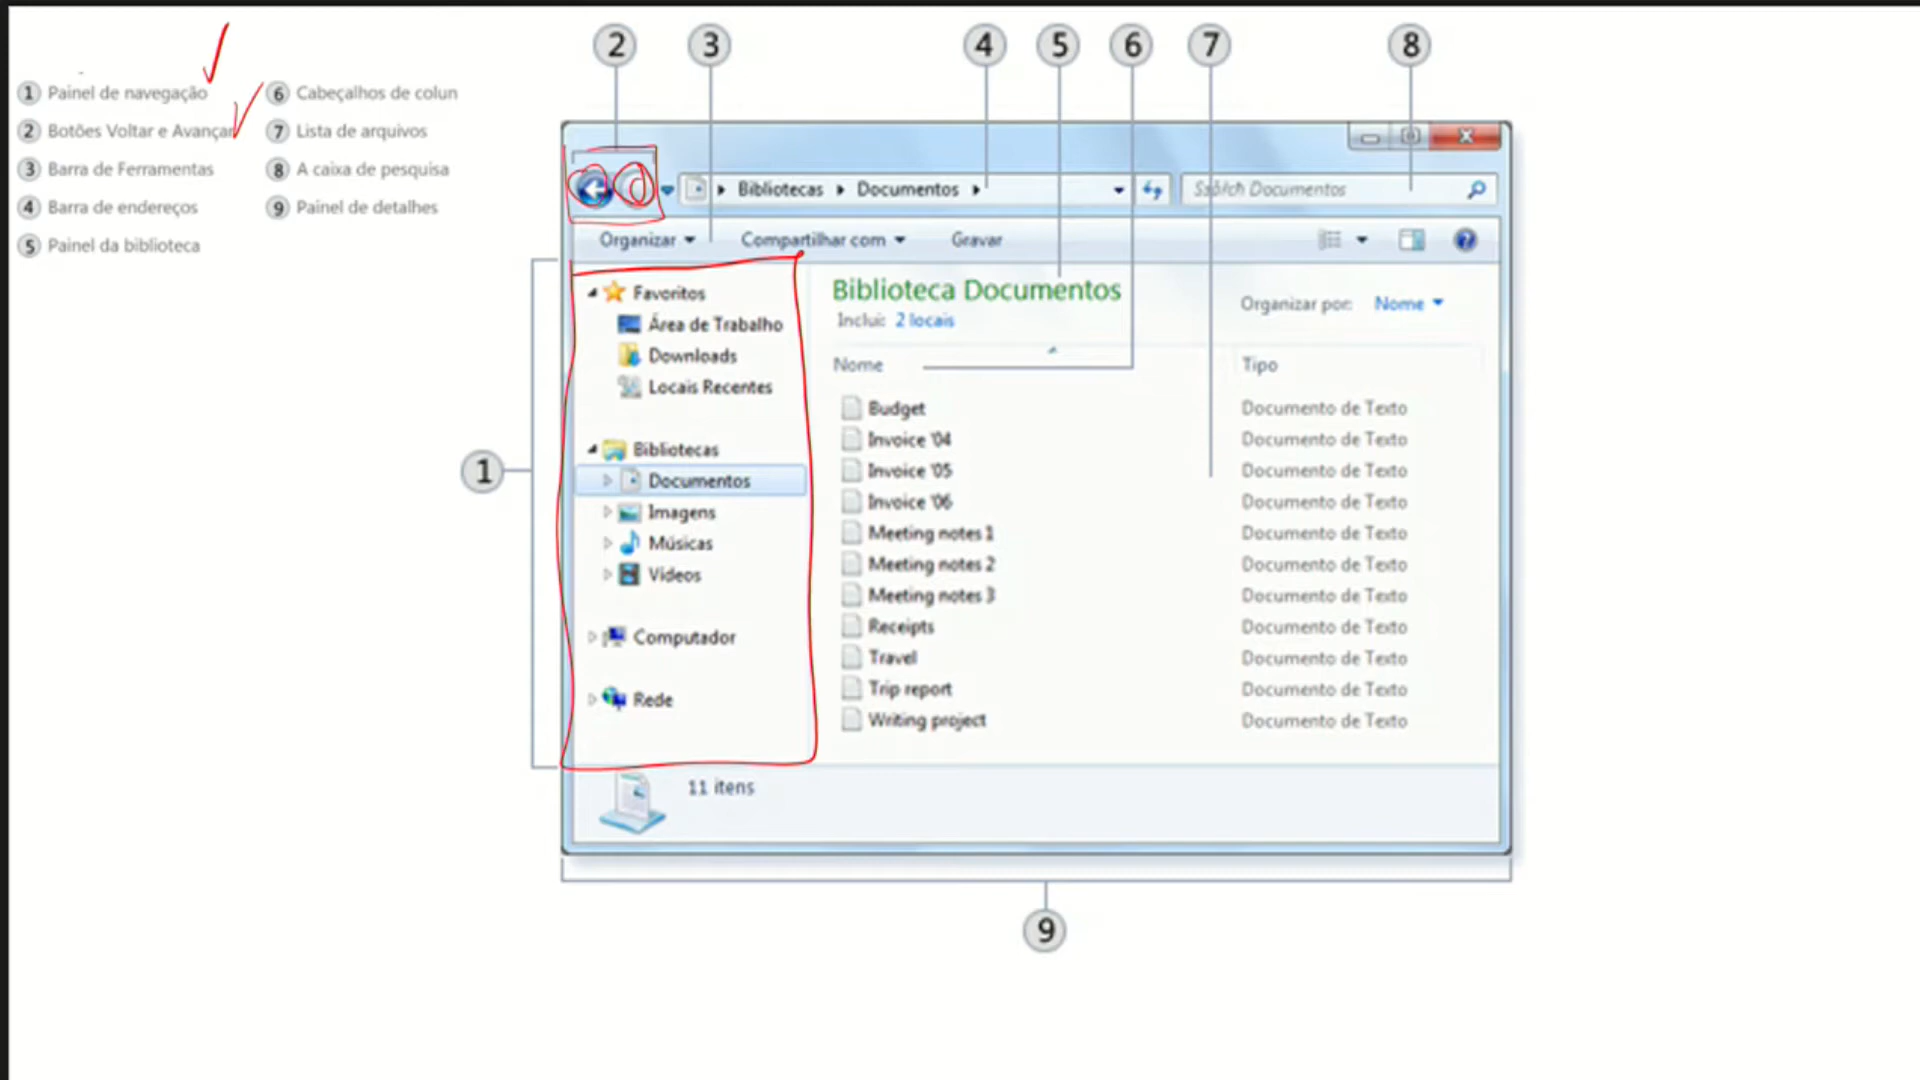 1 Painel de navegação
2 Botões Voltar e Avançar
3 Barra de Ferramentas
4 Barra de endereços
5 Painel da biblioteca
6 Cabeçalhos de colun
7 Lista de arquivos
8 A caixa de pesquisa
9 Painel de detalhes
2 3 4 5 6 7 8
Bibliotecas Documentos
Documentos
Organizar Compartilhar com Gravar
1
Favoritos
Área de Trabalho
Downloads
Locais Recentes
Bibliotecas
Documentos
Imagens
Músicas
Vídeos
Computador
Rede
Biblioteca Documentos
Inclui: 2 locais
Organizar por: Nome
Nome Tipo
Budget Documento de Texto
Invoice '04 Documento de Texto
Invoice '05 Documento de Texto
Invoice '06 Documento de Texto
Meeting notes 1 Documento de Texto
Meeting notes 2 Documento de Texto
Meeting notes 3 Documento de Texto
Receipts Documento de Texto
Travel Documento de Texto
Trip report Documento de Texto
Writing project Documento de Texto
11 itens
9